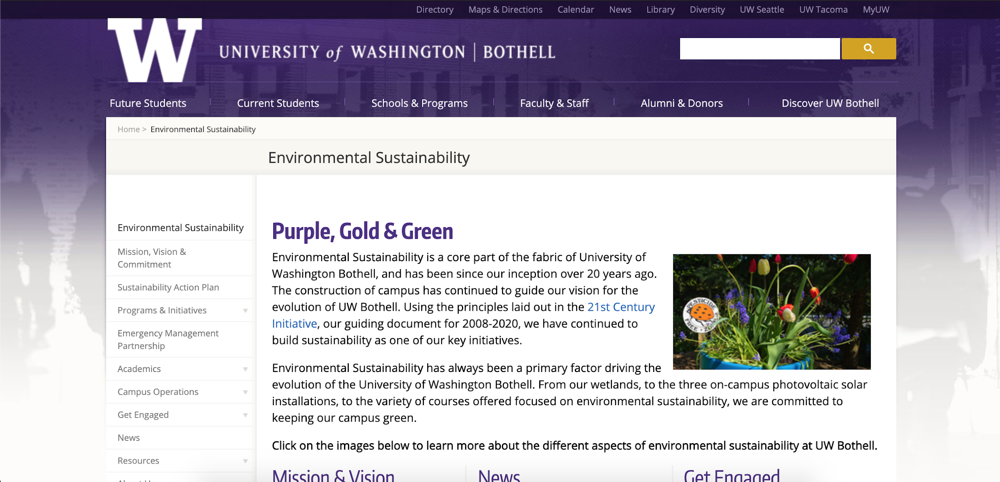 Directory Maps & Directions Calendar News Library Diversity UW Seattle UW Tacoma MyUW
W
UNIVERSITY of WASHINGTON | BOTHELL
Future Students | Current Students | Schools & Programs | Faculty & Staff | Alumni & Donors | Discover UW Bothell
Home > Environmental Sustainability
Environmental Sustainability
Environmental Sustainability
Mission, Vision &
Commitment
Sustainability Action Plan
Programs & Initiatives
Emergency Management
Partnership
Academics
Campus Operations
Get Engaged
News
Resources
Purple, Gold & Green
Environmental Sustainability is a core part of the fabric of University of
Washington Bothell, and has been since our inception over 20 years ago.
The construction of campus has continued to guide our vision for the
evolution of UW Bothell. Using the principles laid out in the 21st Century
Initiative, our guiding document for 2008-2020, we have continued to
build sustainability as one of our key initiatives.
PESTICIDE
FREE
Environmental Sustainability has always been a primary factor driving the
evolution of the University of Washington Bothell. From our wetlands, to the three on-campus photovoltaic solar
installations, to the variety of courses offered focused on environmental sustainability, we are committed to
keeping our campus green.
Click on the images below to learn more about the different aspects of environmental sustainability at UW Bothell.
Mission & Vision
News
Get Engaged